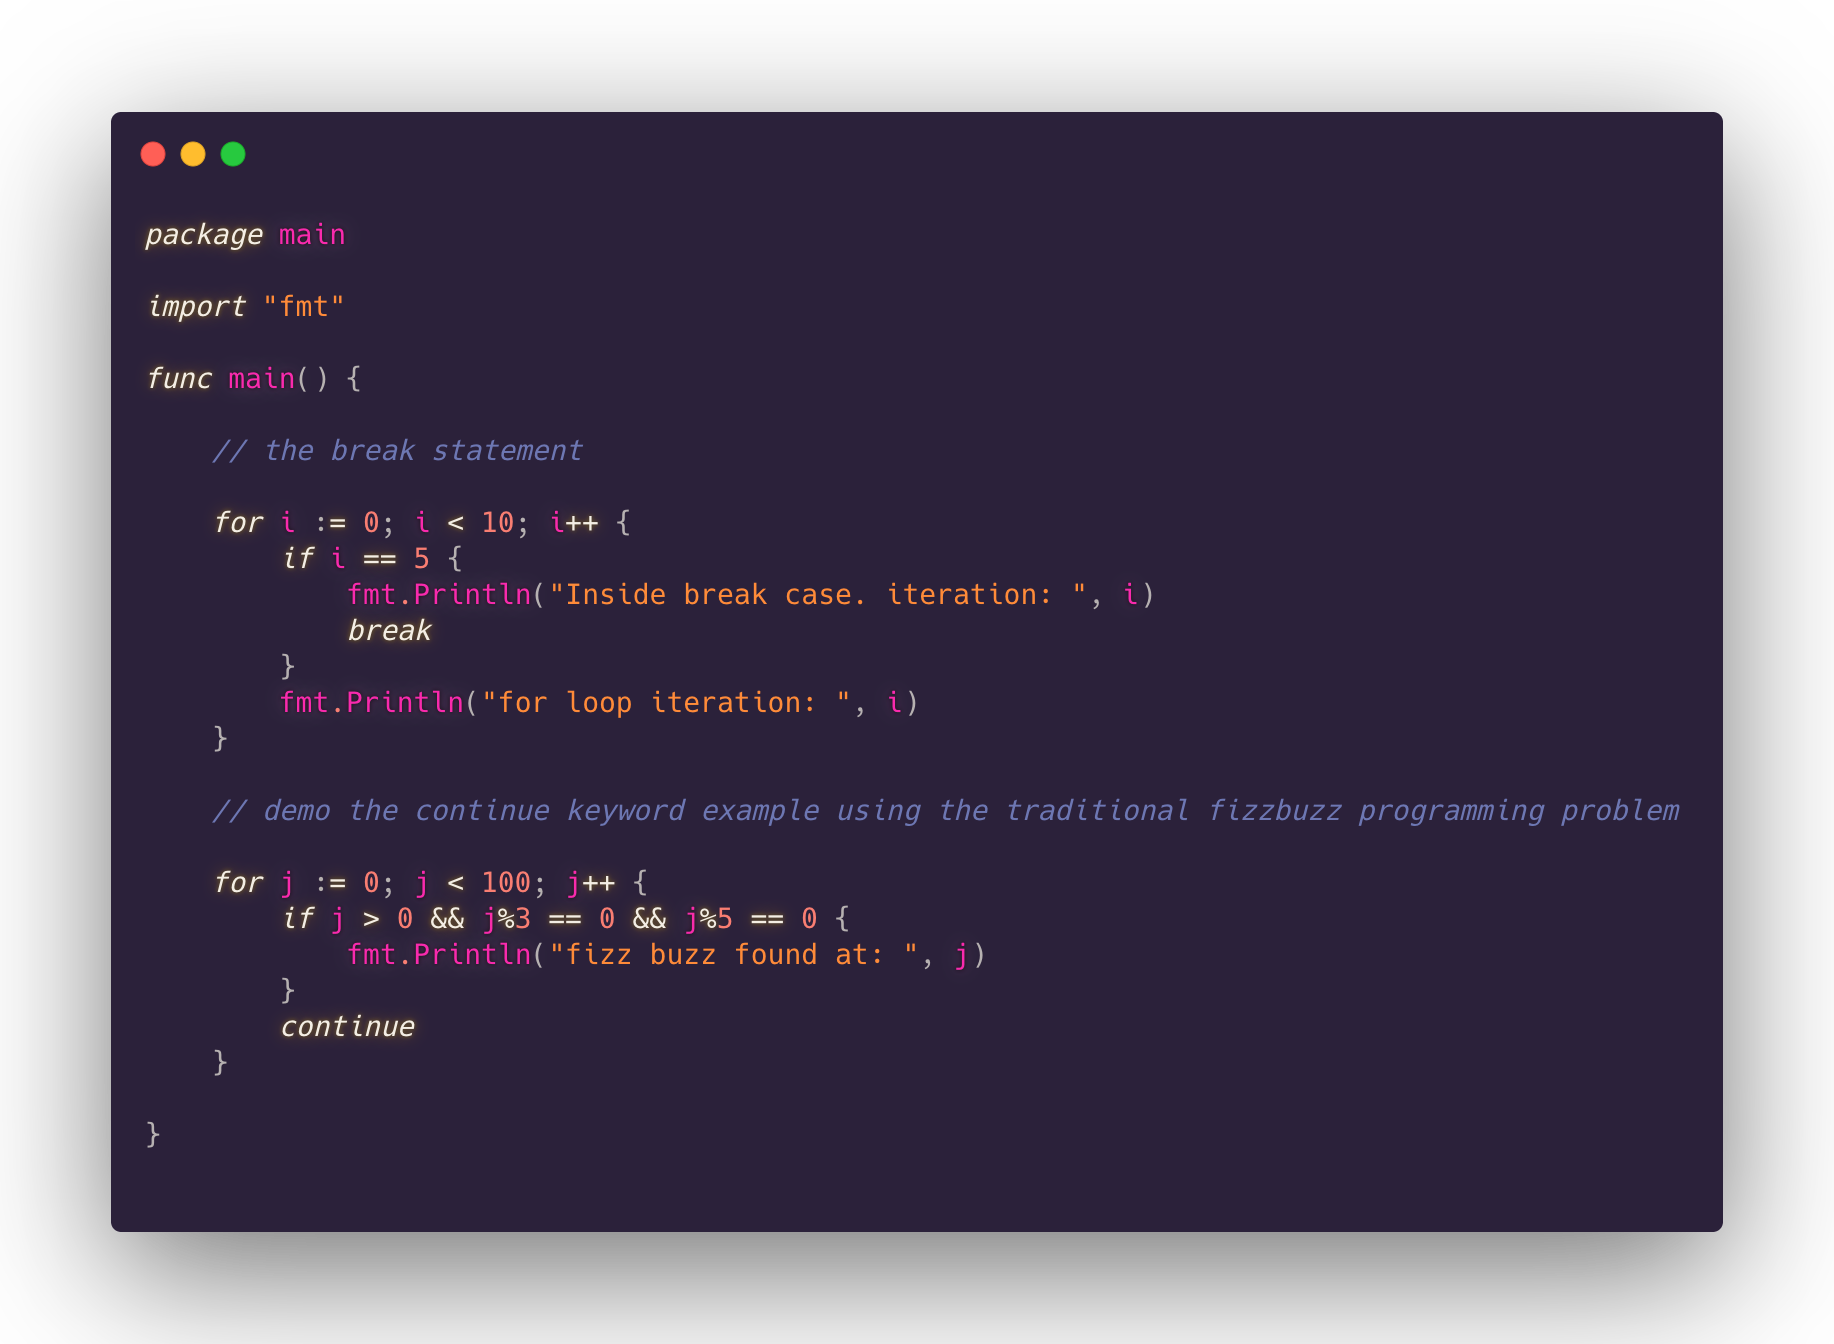 package main

import "fmt"

func main() {

    // the break statement

    for i := 0; i < 10; i++ {
        if i == 5 {
            fmt.Println("Inside break case. iteration: ", i)
            break
        }
        fmt.Println("for loop iteration: ", i)
    }

    // demo the continue keyword example using the traditional fizzbuzz programming problem

    for j := 0; j < 100; j++ {
        if j > 0 && j%3 == 0 && j%5 == 0 {
            fmt.Println("fizz buzz found at: ", j)
        }
        continue
    }

}